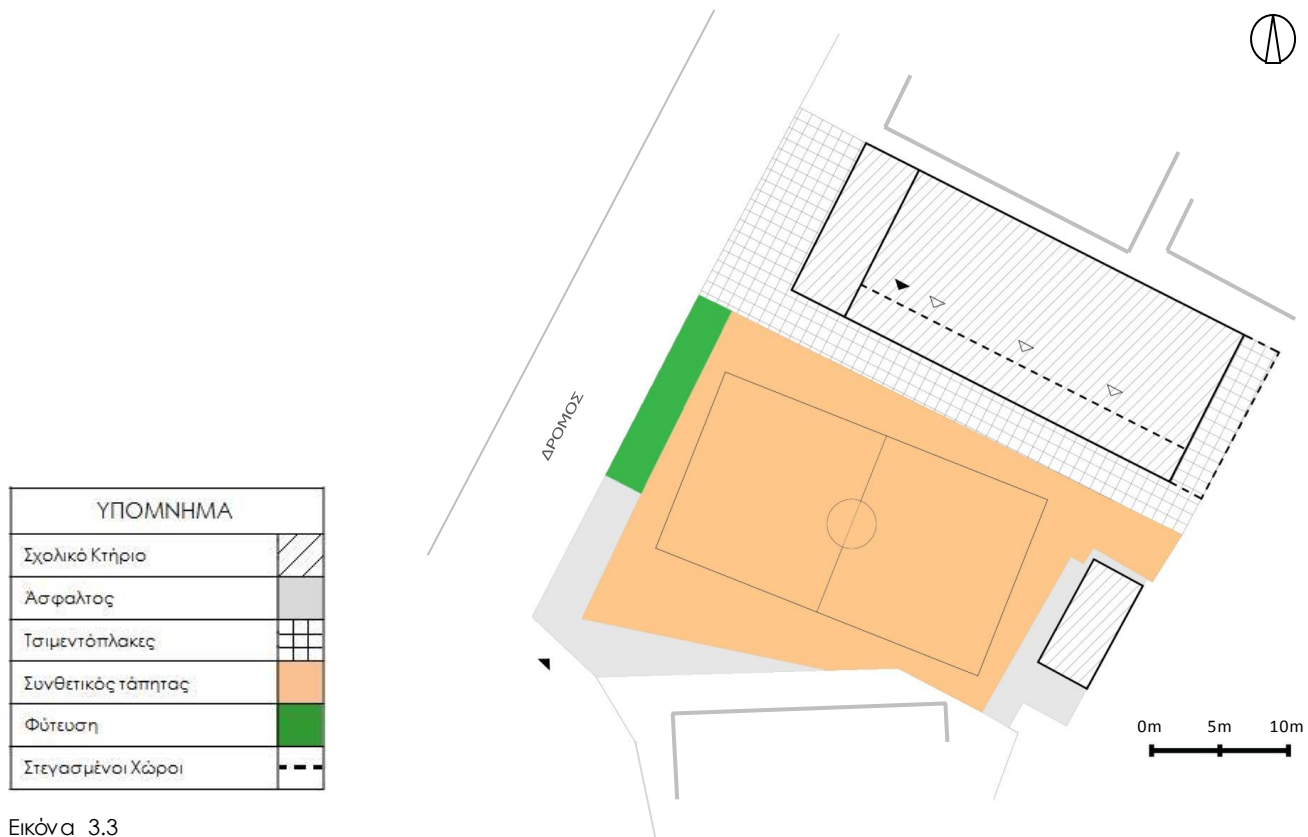 ΔΡΟΜΟΣ
ΥΠΟΜΝΗΜΑ
Σχολικό Κτήριο
Άσφαλτος
Τσιμεντόπλακες
Συνθετικός τάπητας
Φύτευση
Στεγασμένοι Χώροι
0m 5m 10m
Εικόνα 3.3